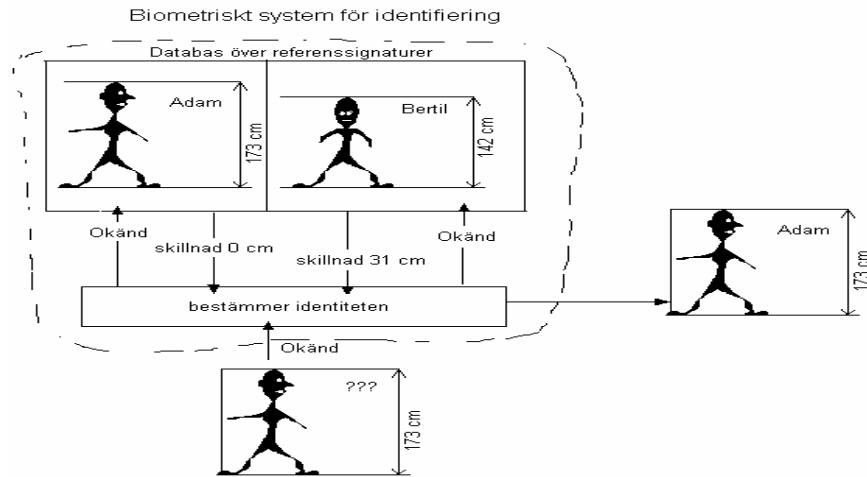 Biometriskt system för identifiering
Databas över referenssignaturer
Adam
173 cm
Bertil
142 cm
Okänd
skillnad 0 cm
skillnad 31 cm
Okänd
bestämmer identiteten
Adam
173 cm
Okänd
???
173 cm